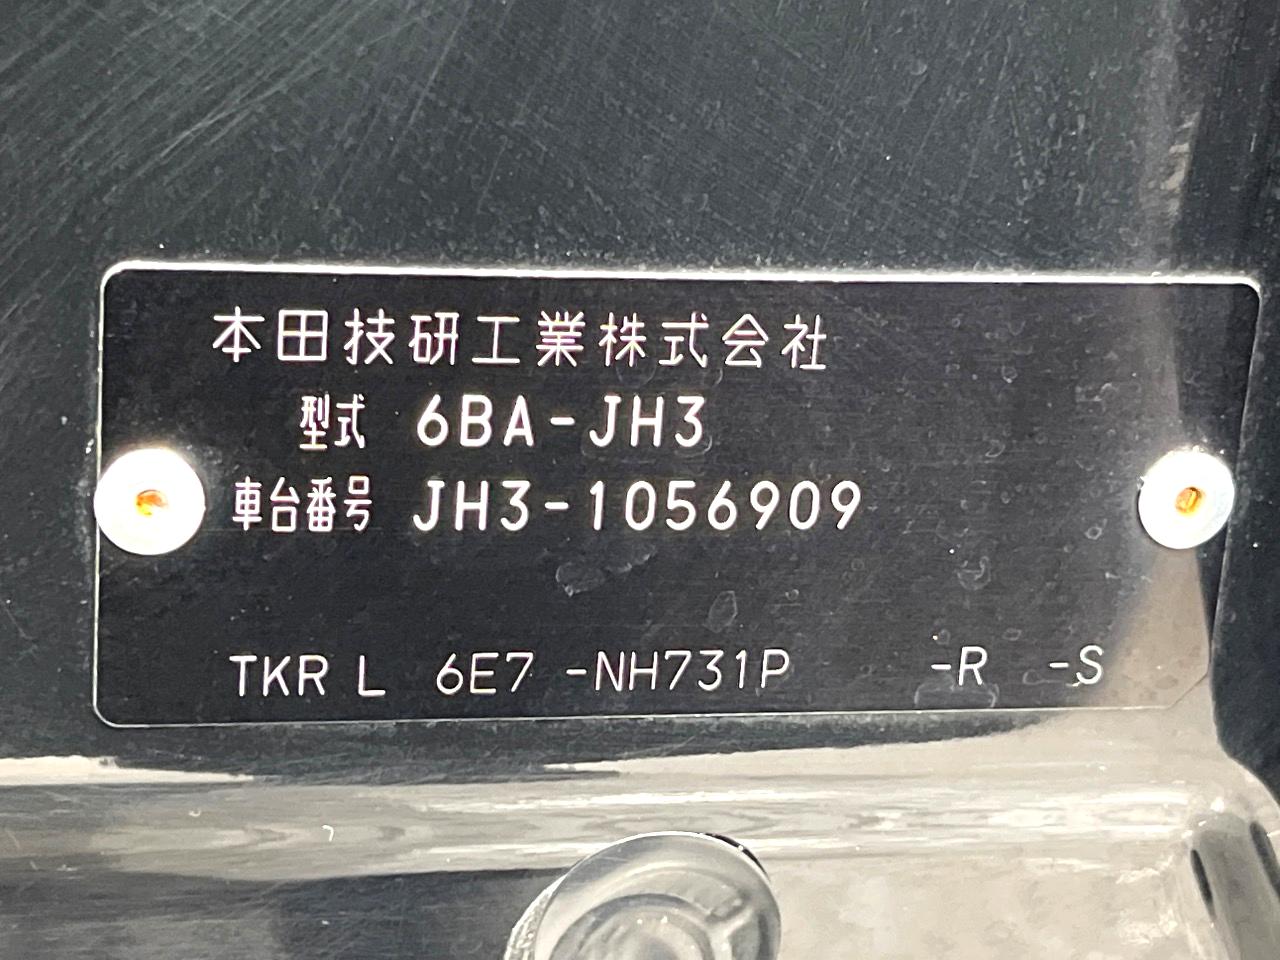 本田技研工業株式会社
型式 6BA-JH3
車台番号 JH3-1056909
TKR L 6E7 -NH731P -R -S